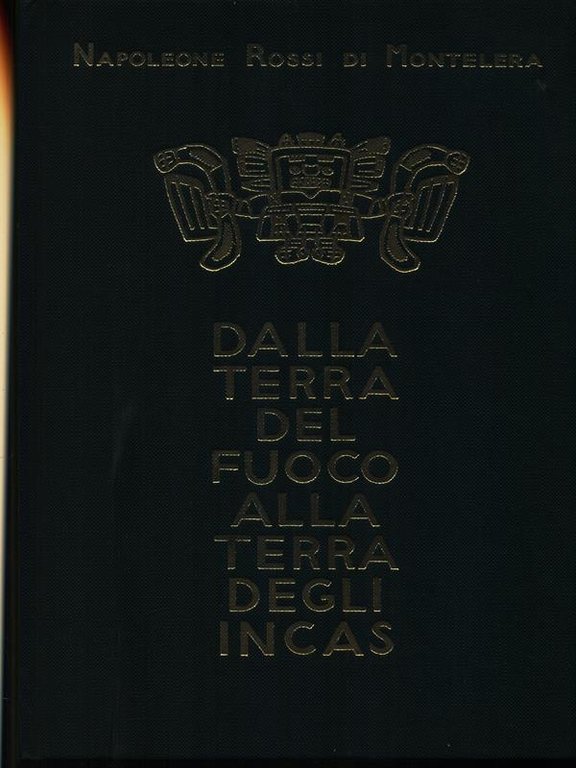 NAPOLEONE ROSSI DI MONTELERA
DALLA
TERRA
DEL
FUOCO
ALLA
TERRA
DEGLI
INCAS